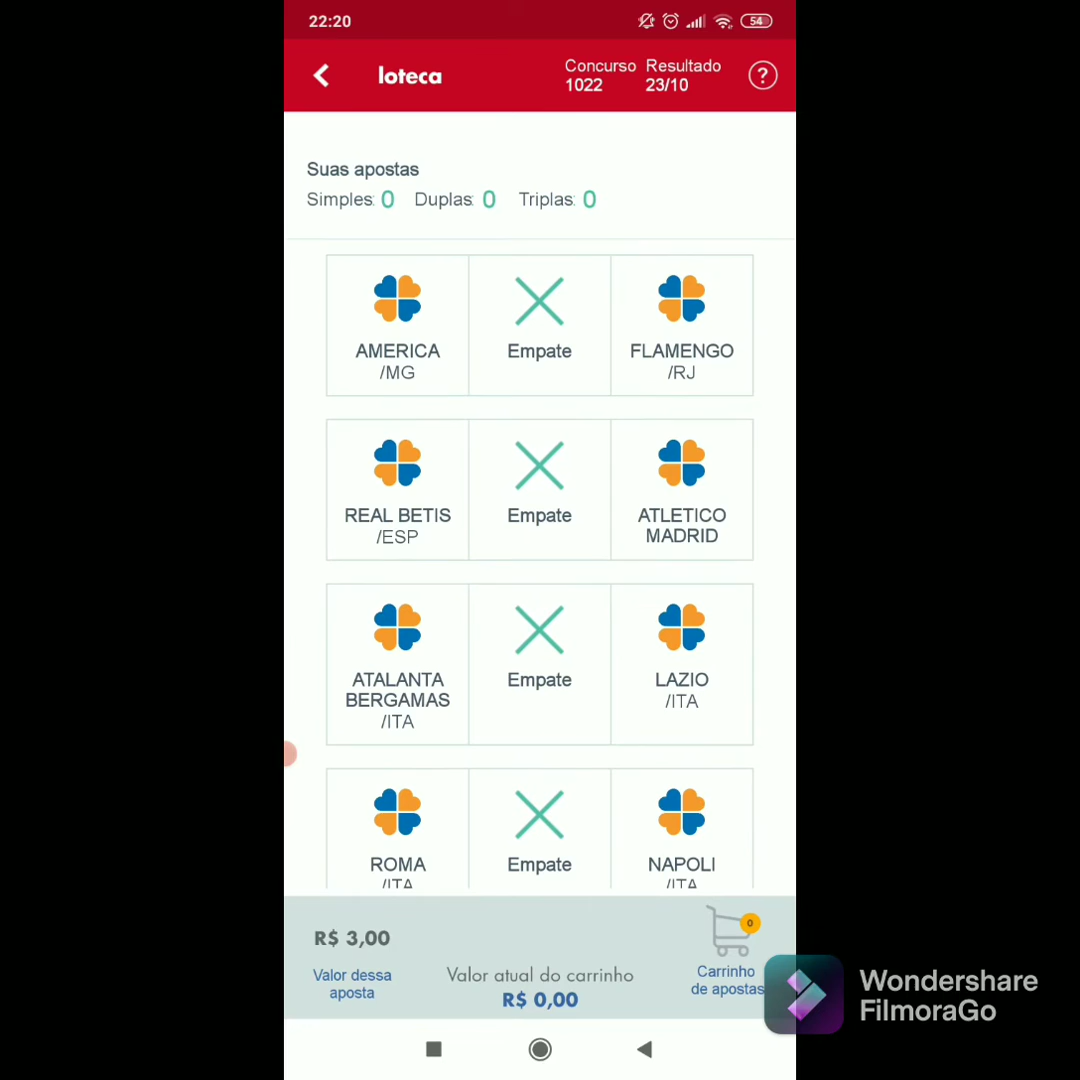 22:20
54
loteca
Concurso Resultado
1022 23/10
?
Suas apostas
Simples: 0 Duplas: 0 Triplas: 0
AMERICA Empate FLAMENGO
/MG /RJ
REAL BETIS Empate ATLETICO
/ESP MADRID
ATALANTA Empate LAZIO
BERGAMAS /ITA
/ITA
ROMA Empate NAPOLI
/ITA /ITA
0
R$ 3,00
Valor dessa
aposta
Valor atual do carrinho
R$ 0,00
Carrinho
de apostas
Wondershare
FilmoraGo